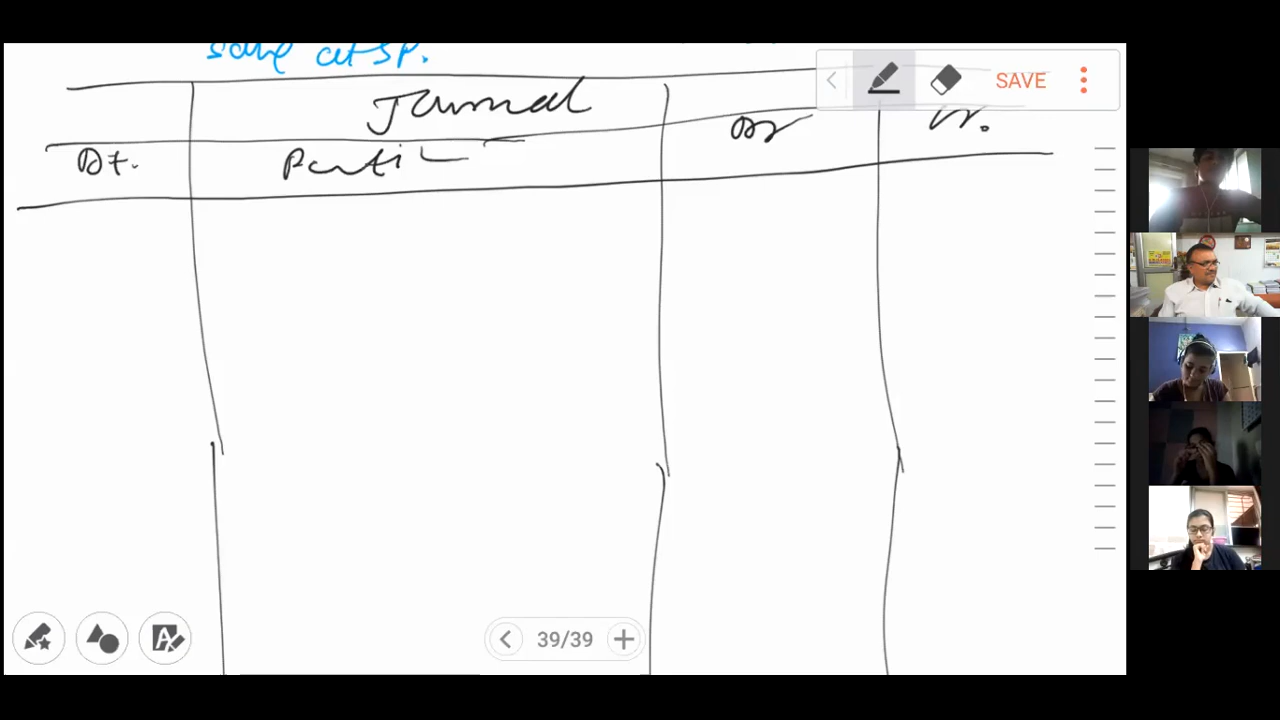 sale at SP.
SAVE
Journal
Dr Cr.
Dt. Parti
39/39